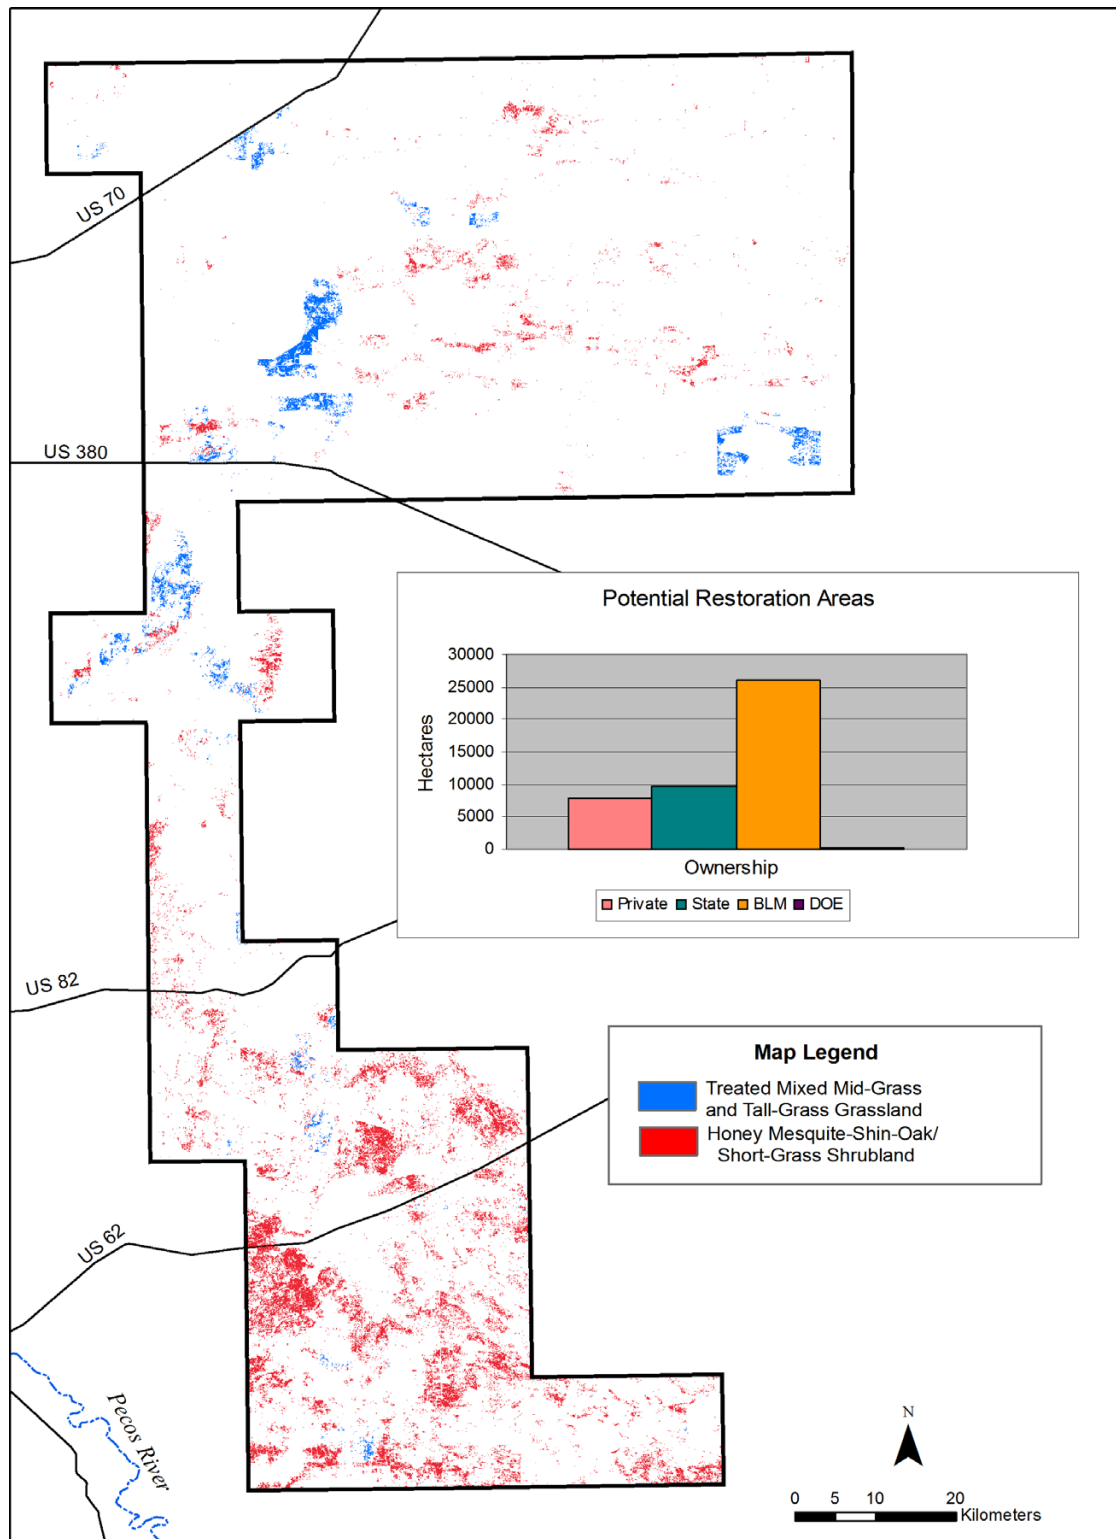 US 70
US 380
Potential Restoration Areas
30000
25000
20000
15000
10000
5000
0
Hectares
Ownership
Private State BLM DOE
US 82
Map Legend
Treated Mixed Mid-Grass
and Tall-Grass Grassland
Honey Mesquite-Shin-Oak/
Short-Grass Shrubland
US 62
Pecos River
N
0 5 10 20
Kilometers